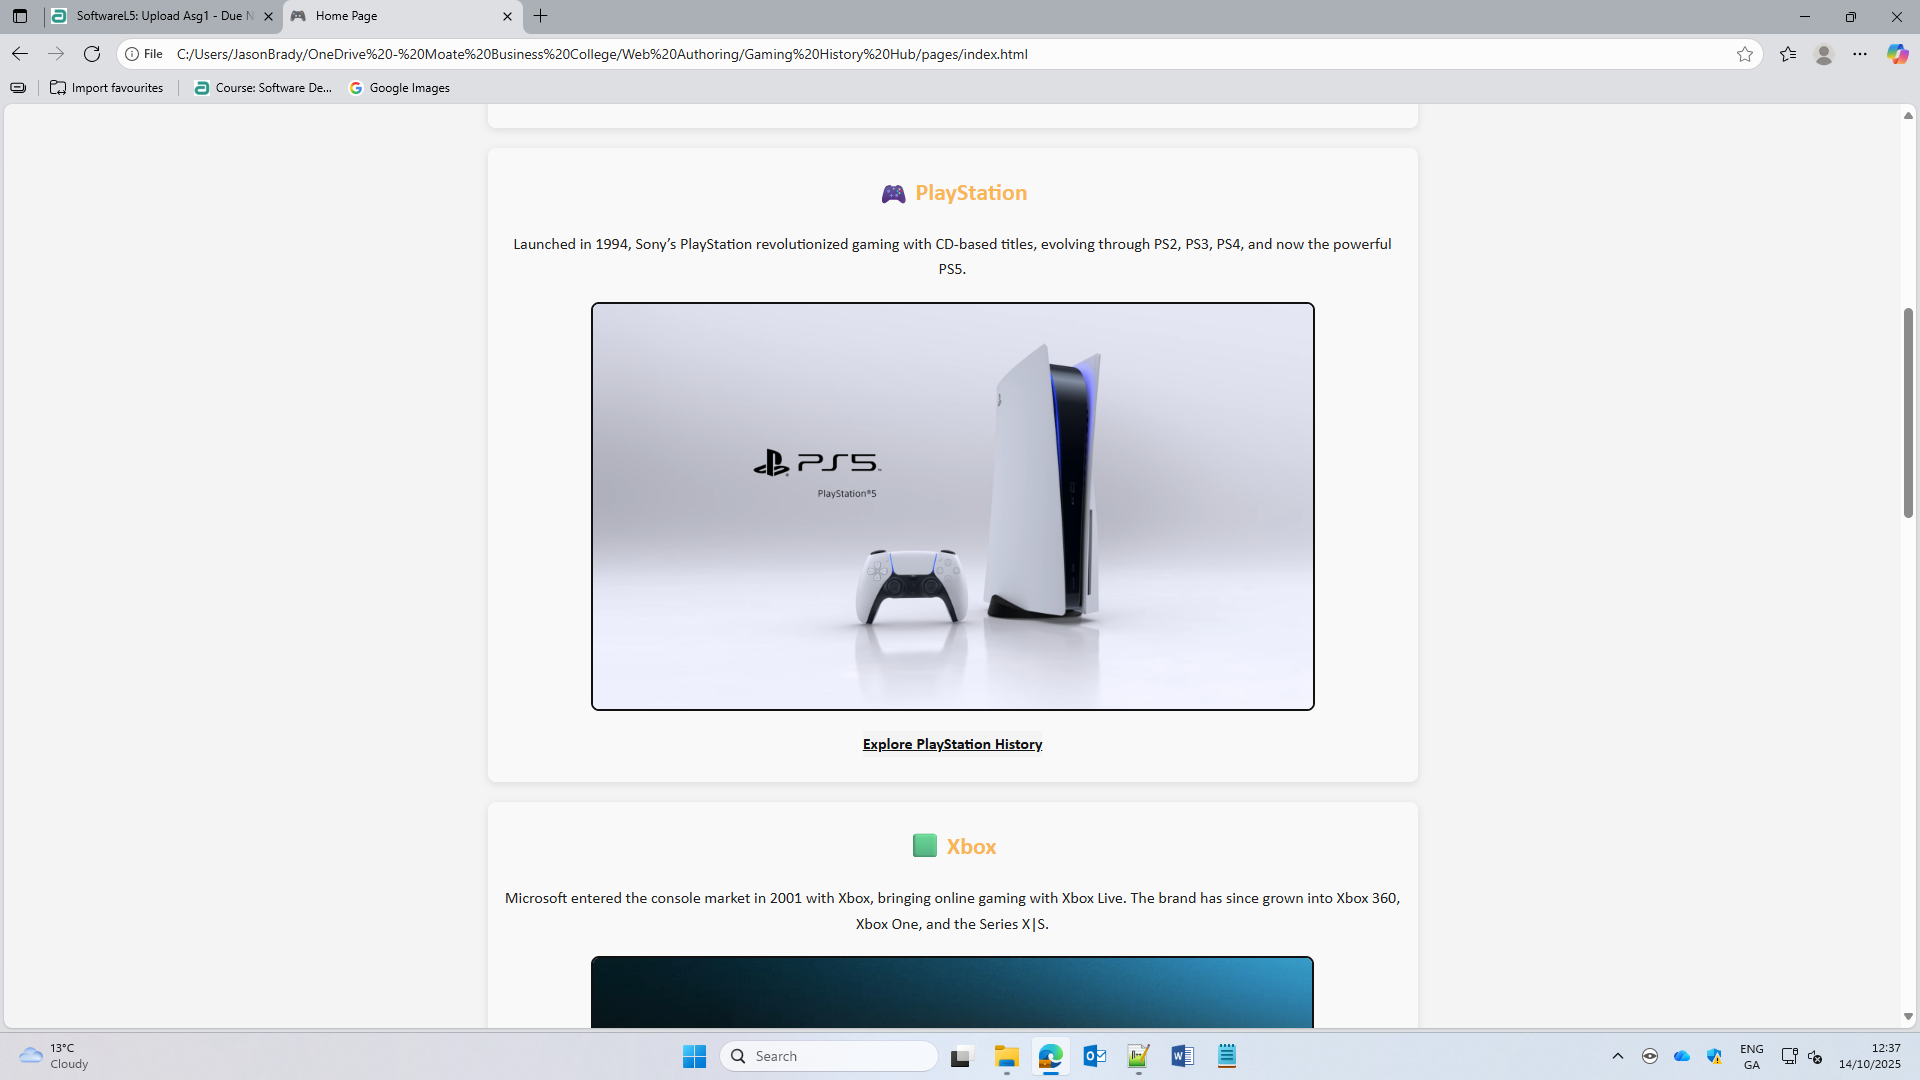 SoftwareL5: Upload Asg1 - Due N
Home Page
File
C:/Users/JasonBrady/OneDrive%20-%20Moate%20Business%20College/Web%20Authoring/Gaming%20History%20Hub/pages/index.html
Import favourites
Course: Software De...
Google Images
PlayStation
Launched in 1994, Sony’s PlayStation revolutionized gaming with CD-based titles, evolving through PS2, PS3, PS4, and now the powerful
PS5.
PS5™
PlayStation®5
Explore PlayStation History
Xbox
Microsoft entered the console market in 2001 with Xbox, bringing online gaming with Xbox Live. The brand has since grown into Xbox 360,
Xbox One, and the Series X|S.
13°C
Cloudy
Search
ENG
GA
12:37
14/10/2025